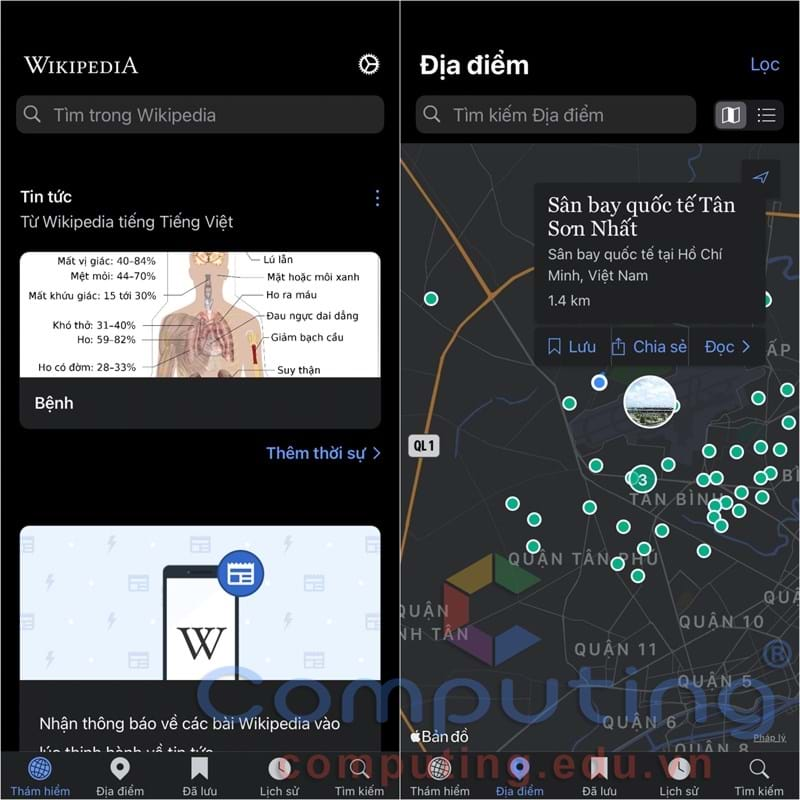 WIKIPEDIA
Tìm trong Wikipedia
Tin tức
Từ Wikipedia tiếng Tiếng Việt
Mất vị giác: 40–84%
Mệt mỏi: 44–70%
Mất khứu giác: 15 tới 30%
Khó thở: 31–40%
Ho: 59–82%
Ho có đờm: 28–33%
Lú lẫn
Mặt hoặc môi xanh
Ho ra máu
Đau ngực dai dẳng
Giảm bạch cầu
Suy thận
Bệnh
Thêm thời sự
W
Nhận thông báo về các bài Wikipedia vào
lúc thịnh hành về tin tức
Thám hiểm
Địa điểm
Đã lưu
Lịch sử
Tìm kiếm
Địa điểm
Lọc
Tìm kiếm Địa điểm
Sân bay quốc tế Tân
Sơn Nhất
Sân bay quốc tế tại Hồ Chí
Minh, Việt Nam
1.4 km
Lưu
Chia sẻ
Đọc
ẤP
QL1
3
TÂN BÌNH
BÌ
QUẬN TÂN PHÚ
QUẬN
NH TÂN
QUẬN 10
QUẬ
QUẬN 11
QUẬN 5
QUẬN 6
QUẬN 8
Bản đồ
Pháp lý
Thám hiểm
Địa điểm
Đã lưu
Lịch sử
Tìm kiếm
Computing®
computing.edu.vn